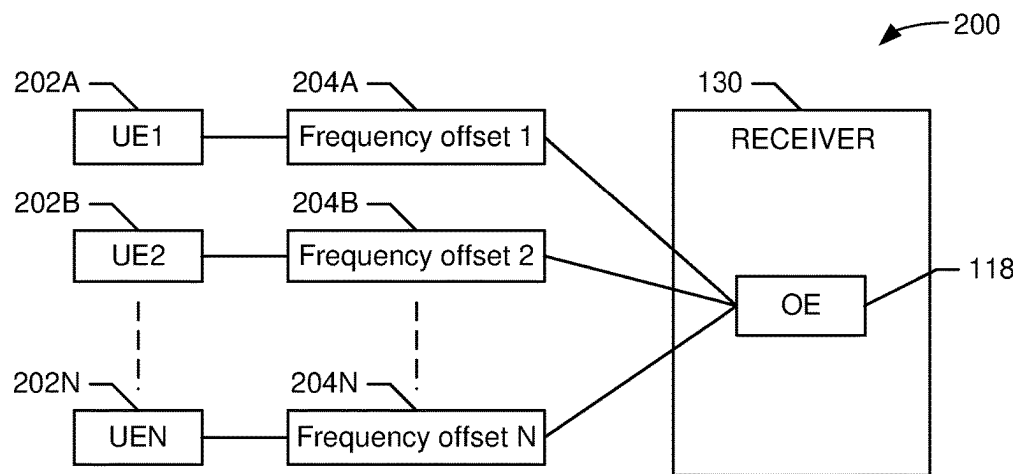 200
202A
204A
130
UE1
Frequency offset 1
RECEIVER
202B
204B
UE2
Frequency offset 2
118
OE
202N
204N
UEN
Frequency offset N